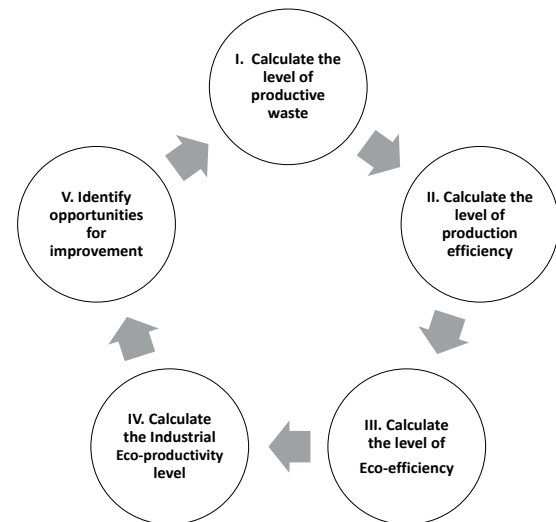 I. Calculate the
level of
productive
waste
II. Calculate the
level of
production
efficiency
III. Calculate
the level of
Eco-efficiency
IV. Calculate
the Industrial
Eco-productivity
level
V. Identify
opportunities
for
improvement